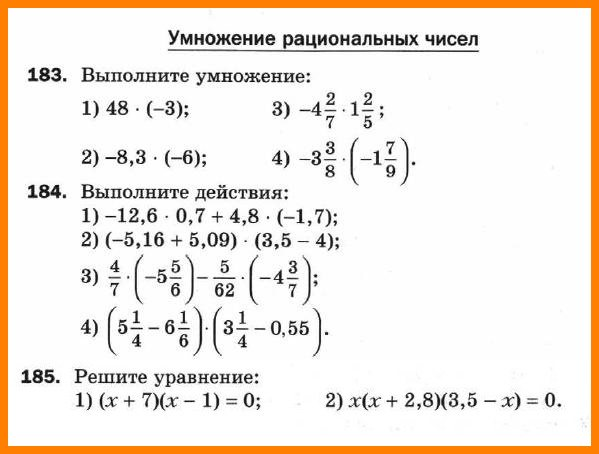 Умножение рациональных чисел
183. Выполните умножение:
1) 48 · (–3); 3) –4 2/7 · 1 2/5;
2) –8,3 · (–6); 4) –3 3/8 · (–1 7/9).
184. Выполните действия:
1) –12,6 · 0,7 + 4,8 · (–1,7);
2) (–5,16 + 5,09) · (3,5 – 4);
3) 4/7 · (–5 5/6) – 5/62 · (–4 3/7);
4) (5 1/4 – 6 1/6) · (3 1/4 – 0,55).
185. Решите уравнение:
1) (x + 7)(x – 1) = 0; 2) x(x + 2,8)(3,5 – x) = 0.